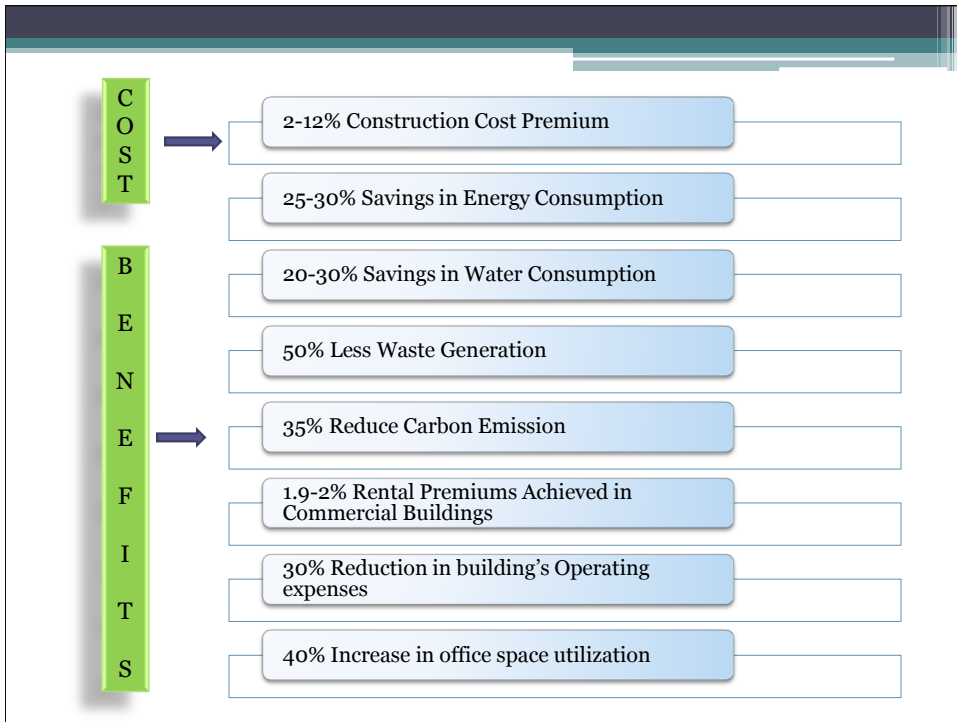 COST
2-12% Construction Cost Premium
25-30% Savings in Energy Consumption
BENEFITS
20-30% Savings in Water Consumption
50% Less Waste Generation
35% Reduce Carbon Emission
1.9-2% Rental Premiums Achieved in
Commercial Buildings
30% Reduction in building’s Operating
expenses
40% Increase in office space utilization